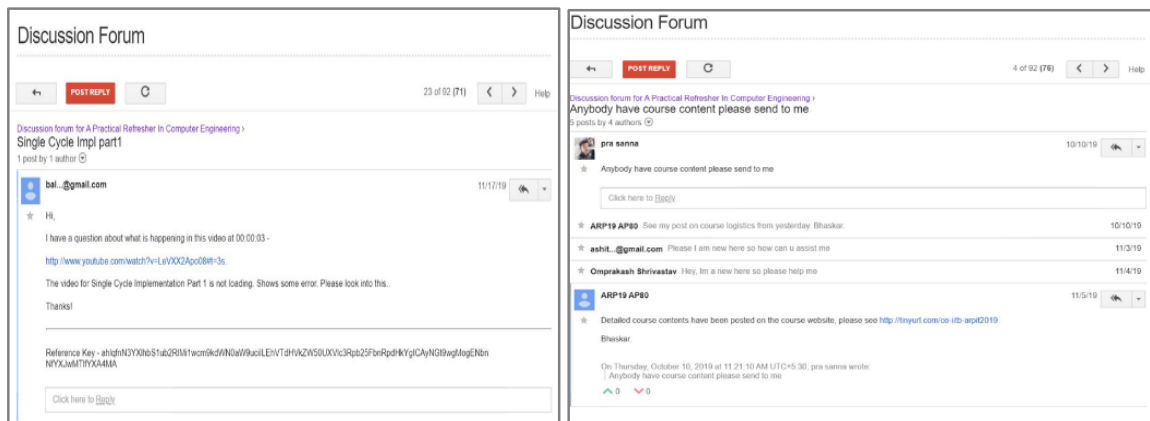 Discussion Forum
POST REPLY
23 of 92 (71)
Help
Discussion forum for A Practical Refresher In Computer Engineering ›
Single Cycle Impl part1
1 post by 1 author
bal...@gmail.com
11/17/19
Hi,
I have a question about what is happening in this video at 00:00:03 -
http://www.youtube.com/watch?v=LeVXX2Apc08#t=3s.
The video for Single Cycle Implementation Part 1 is not loading. Shows some error. Please look into this..
Thanks!
Reference Key -
Click here to Reply
Discussion Forum
POST REPLY
4 of 92 (76)
Help
Discussion forum for A Practical Refresher In Computer Engineering ›
Anybody have course content please send to me
5 posts by 4 authors
pra sanna
10/10/19
Anybody have course content please send to me
Click here to Reply
ARP19 AP80 See my post on course logistics from yesterday. Bhaskar.
10/10/19
ashit...@gmail.com Please I am new here so how can u assist me
11/3/19
Omprakash Shrivastav Hey, Im a new here so please help me
11/4/19
ARP19 AP80
11/5/19
Detailed course contents have been posted on the course website, please see http://tinyurl.com/ce-iitb-arpit2019
Bhaskar.
On Thursday, October 10, 2019 at 11:21:10 AM UTC+5:30, pra sanna wrote:
Anybody have course content please send to me
0 0